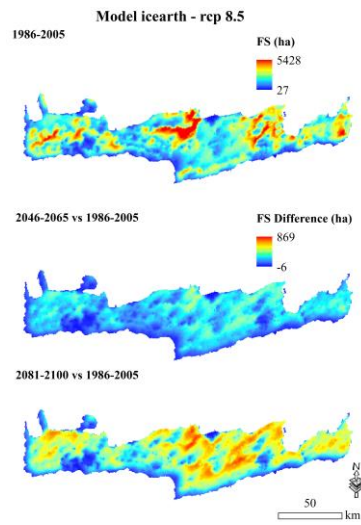 Model icearth - rcp 8.5
1986-2005
FS (ha)
5428
27
2046-2065 vs 1986-2005
FS Difference (ha)
869
-6
2081-2100 vs 1986-2005
N
50
km